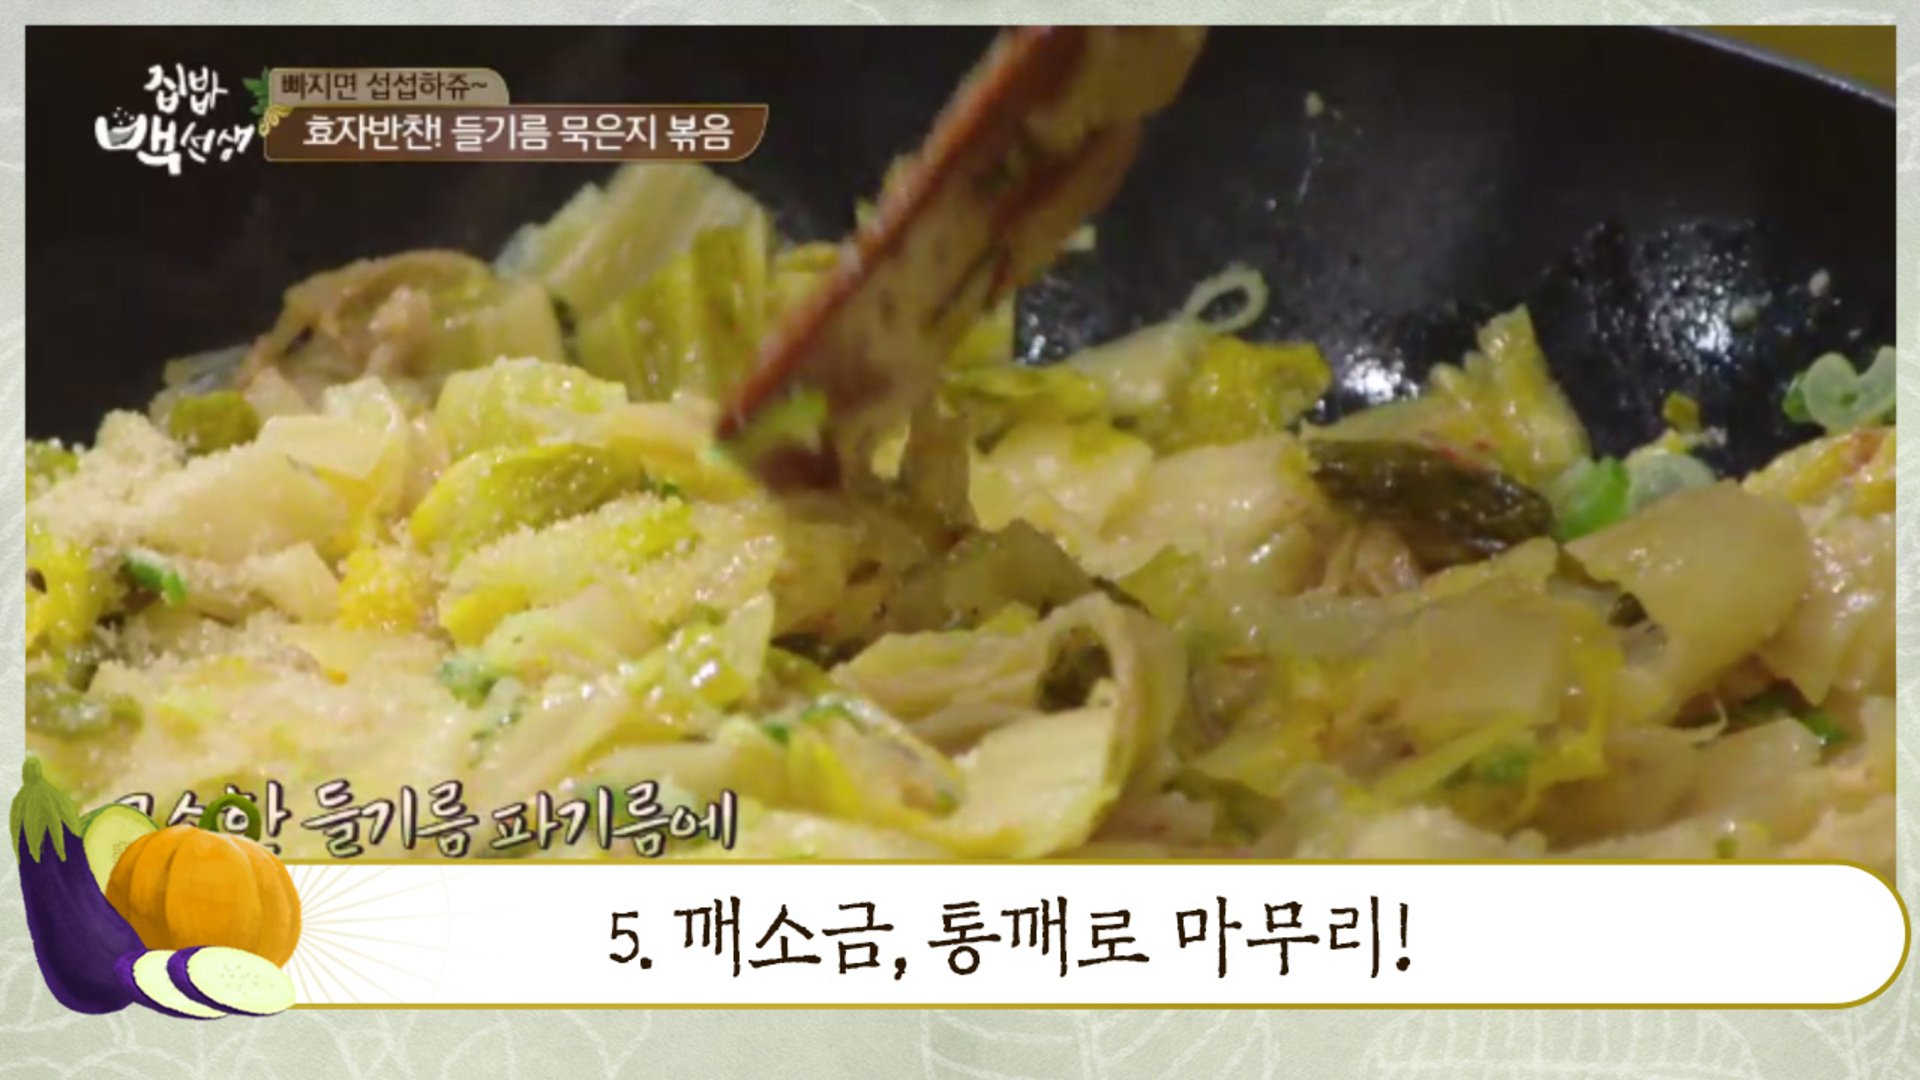 집밥
백선생
빠지면 섭섭하쥬~
효자반찬! 들기름 묵은지 볶음
들기름 파기름에
5. 깨소금, 통깨로 마무리!